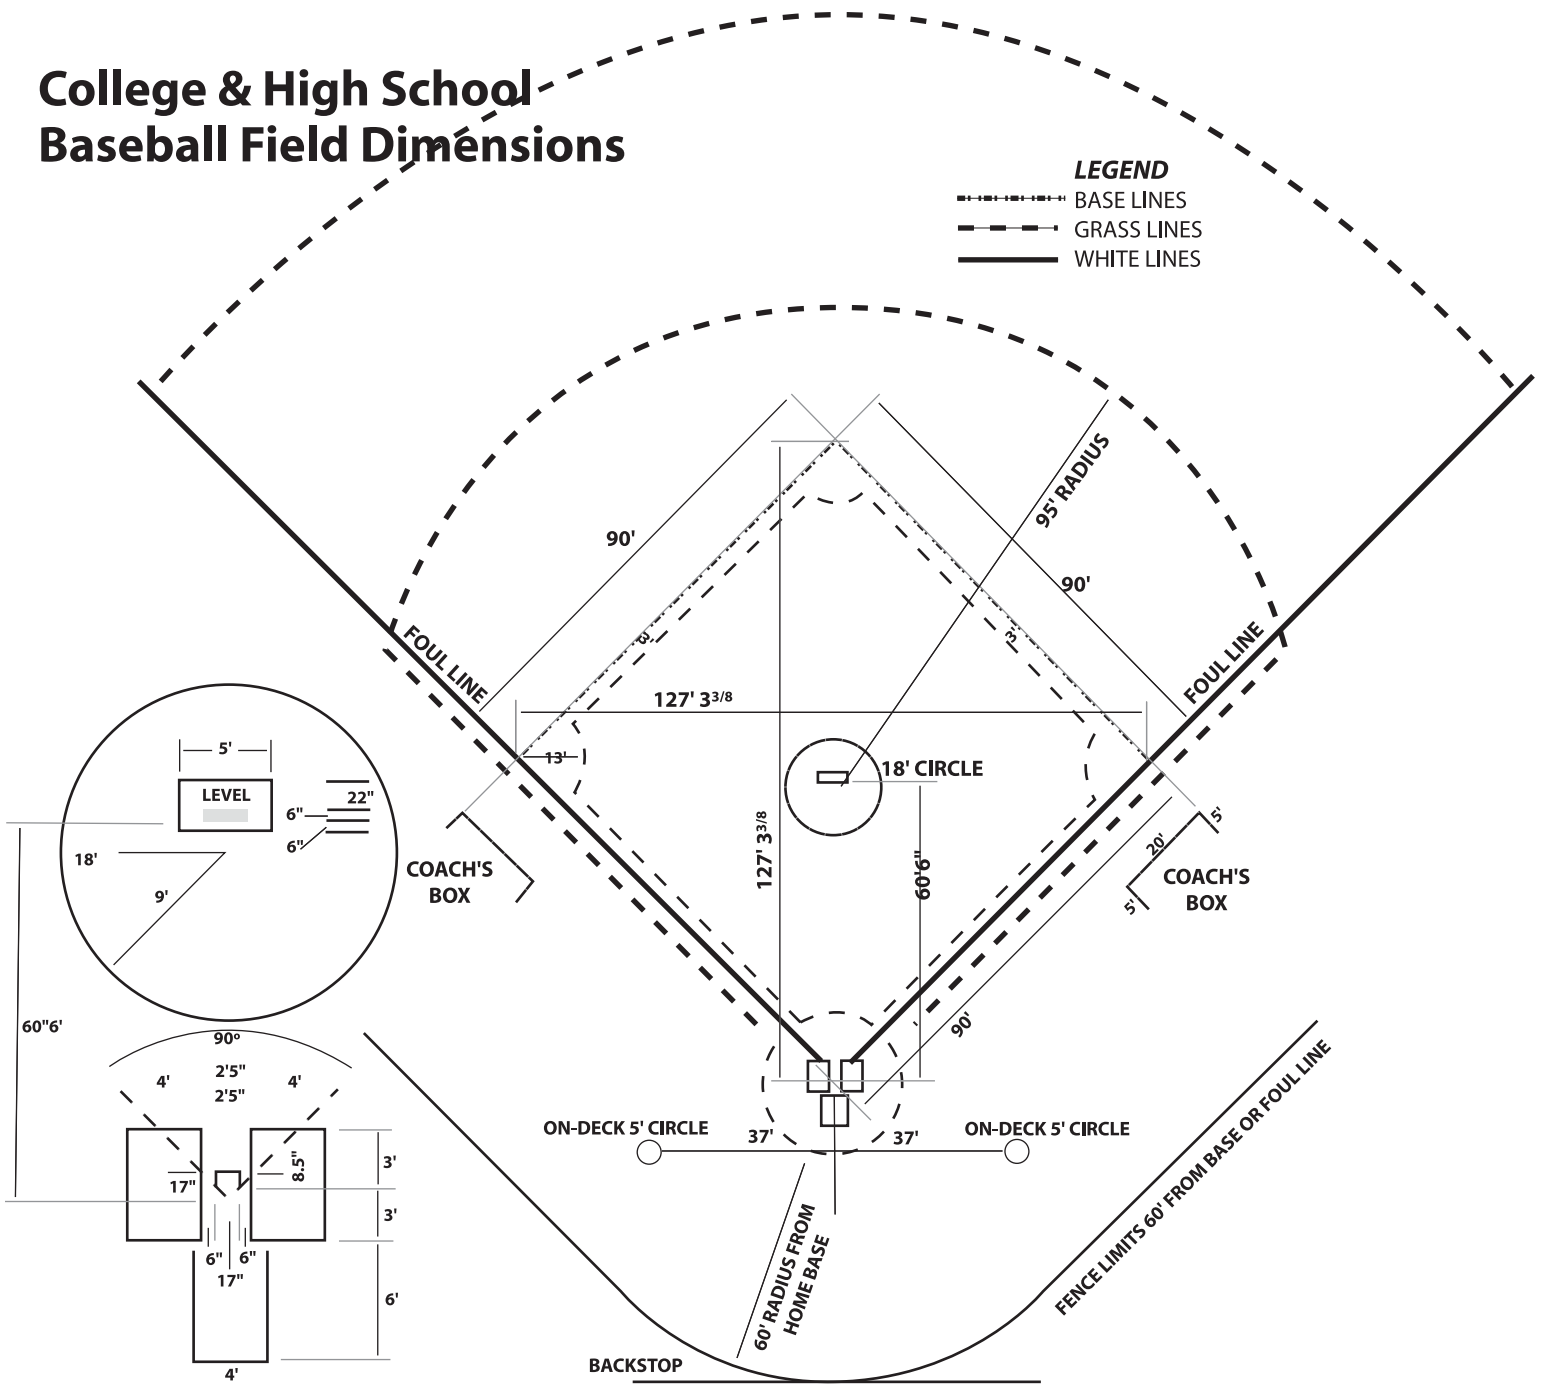 College & High School
Baseball Field Dimensions
LEGEND
BASE LINES
GRASS LINES
WHITE LINES
95' RADIUS
90'
90'
3'
3'
FOUL LINE
FOUL LINE
127' 3 3/8
13'
18' CIRCLE
127' 3 3/8
60'6"
5'
20'
5'
COACH'S
BOX
COACH'S
BOX
90'
5'
LEVEL
22"
6"
6"
18'
9'
60"6'
90º
2'5"
2'5"
4'
4'
17"
8.5"
3'
3'
6"
6"
17"
6'
4'
ON-DECK 5' CIRCLE
37'
37'
ON-DECK 5' CIRCLE
60' RADIUS FROM
HOME BASE
FENCE LIMITS 60' FROM BASE OR FOUL LINE
BACKSTOP